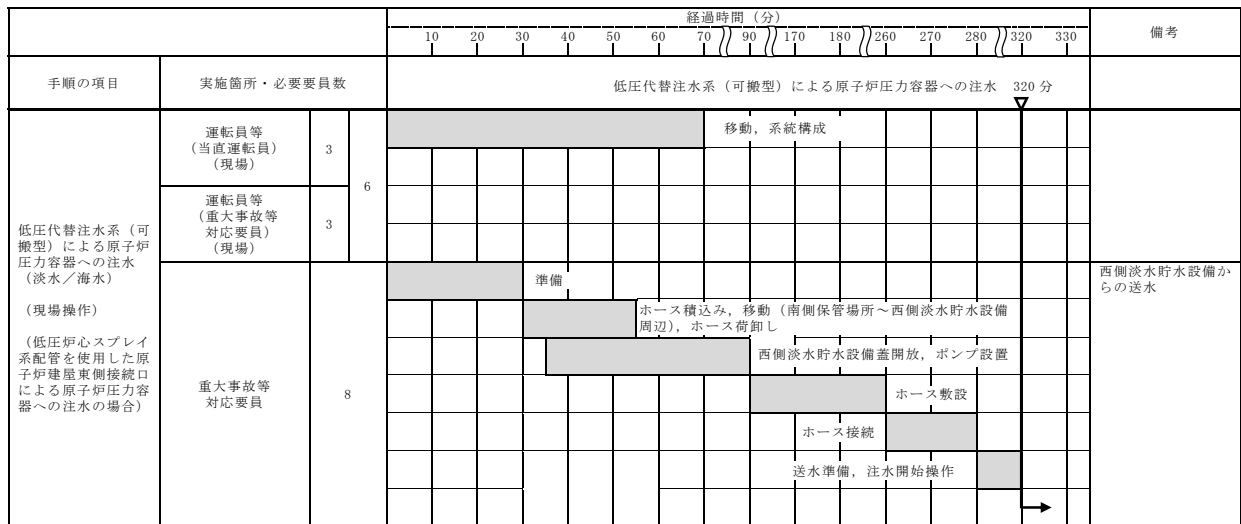 経過時間（分）
備考
10 20 30 40 50 60 70 90 170 180 260 270 280 320 330
手順の項目
実施箇所・必要要員数
低圧代替注水系（可搬型）による原子炉圧力容器への注水 320 分
低圧代替注水系（可
搬型）による原子炉
圧力容器への注水
（淡水／海水）
（現場操作）
（低圧炉心スプレイ
系配管を使用した原
子炉建屋東側接続口
による原子炉圧力容
器への注水の場合）
運転員等
（当直運転員）
（現場）
3
6
移動，系統構成
運転員等
（重大事故等
対応要員）
（現場）
3
重大事故等
対応要員
8
準備
ホース積込み，移動（南側保管場所～西側淡水貯水設備
周辺），ホース荷卸し
西側淡水貯水設備蓋開放，ポンプ設置
ホース敷設
ホース接続
送水準備，注水開始操作
西側淡水貯水設備か
らの送水